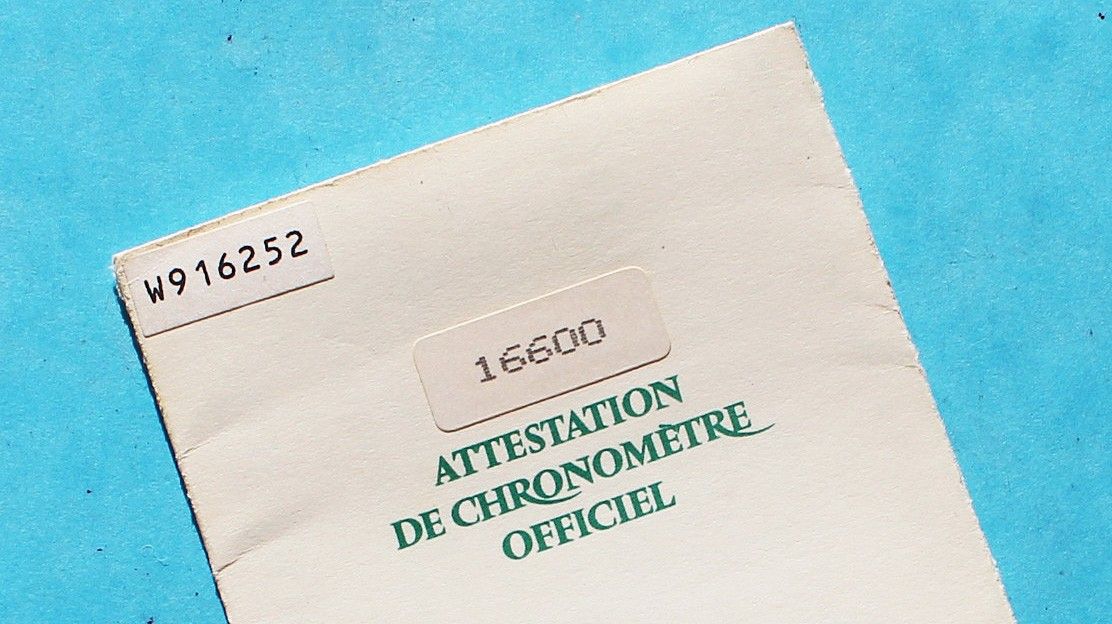 W916252
16600
ATTESTATION
DE CHRONOMÈTRE
OFFICIEL